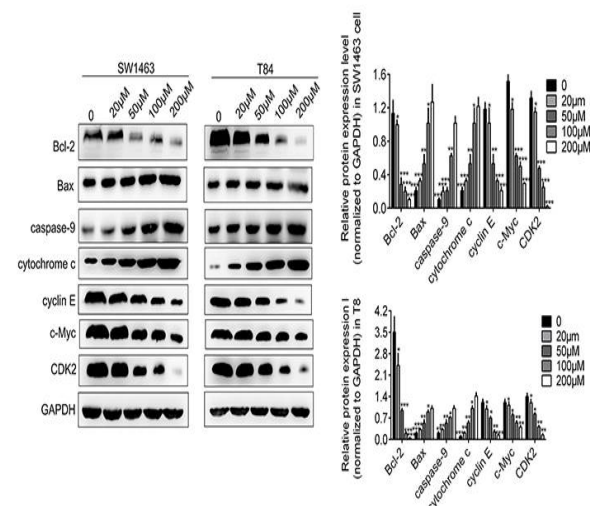 SW1463
T84
0 20μM 50μM 100μM 200μM
0 20μM 50μM 100μM 200μM
Bcl-2
Bax
caspase-9
cytochrome c
cyclin E
c-Myc
CDK2
GAPDH
Relative protein expression level
(normalized to GAPDH) in SW1463 cell
1.6
1.2
0.8
0.4
0.0
Bcl-2
Bax
caspase-9
cytochrome c
cyclin E
c-Myc
CDK2
0
20μm
50μM
100μM
200μM
Relative protein expression l
(normalized to GAPDH) in T8
4.2
3.6
3.0
2.4
1.8
1.2
0.7
0.0
Bcl-2
Bax
caspase-9
cytochrome c
cyclin E
c-Myc
CDK2
0
20μm
50μM
100μM
200μM